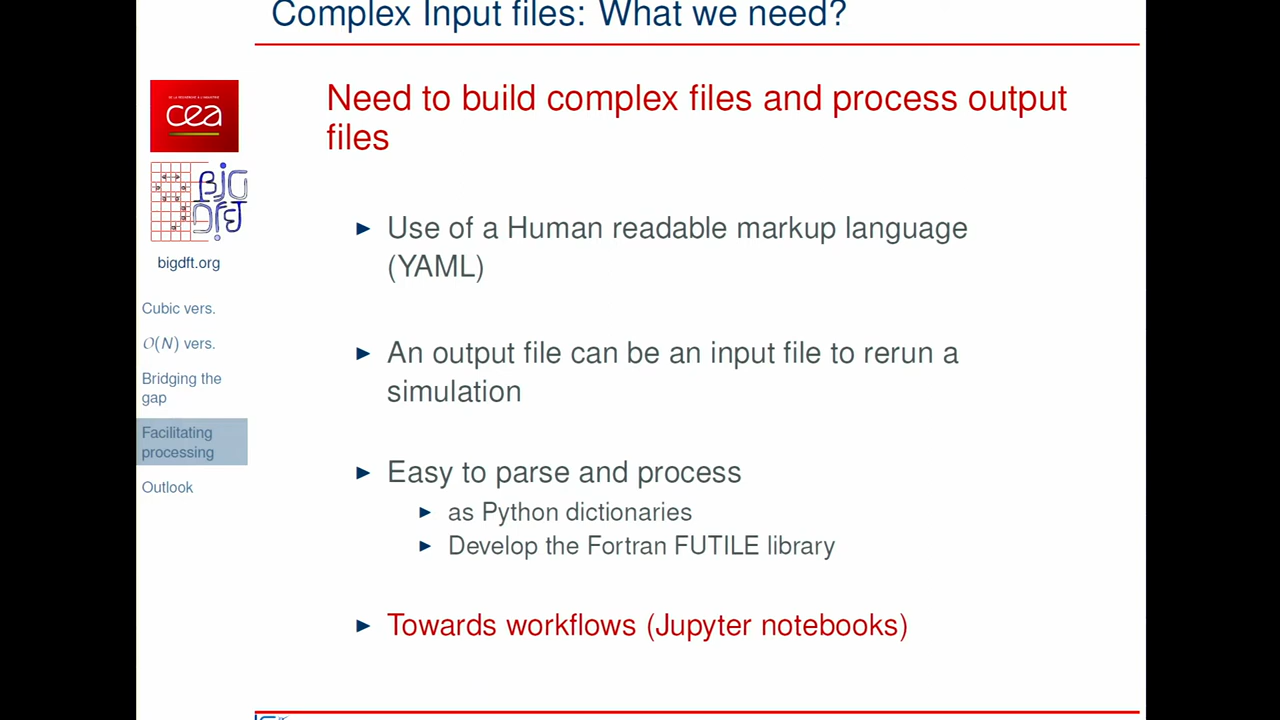 Complex Input files: What we need?
cea
BigDFT
bigdft.org
Cubic vers.
O(N) vers.
Bridging the
gap
Facilitating
processing
Outlook
Need to build complex files and process output
files
► Use of a Human readable markup language
(YAML)
► An output file can be an input file to rerun a
simulation
► Easy to parse and process
► as Python dictionaries
► Develop the Fortran FUTILE library
► Towards workflows (Jupyter notebooks)